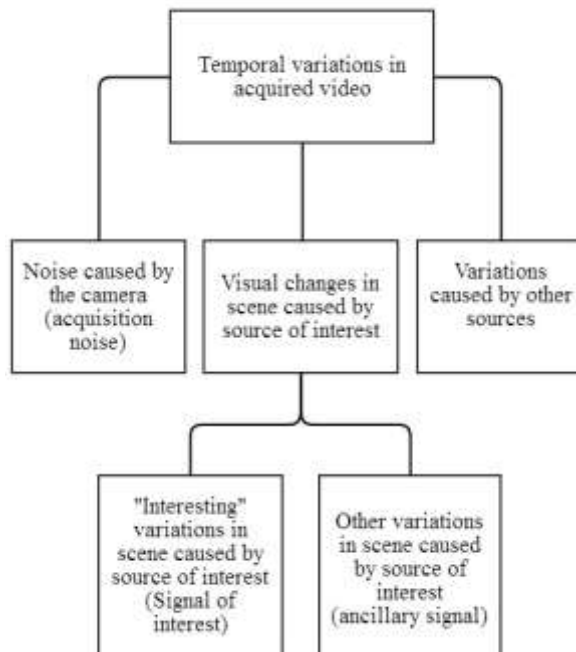 Temporal variations in
acquired video
Noise caused by
the camera
(acquisition
noise)
Visual changes in
scene caused by
source of interest
Variations
caused by other
sources
"Interesting"
variations in
scene caused by
source of interest
(Signal of
interest)
Other variations
in scene caused
by source of
interest
(ancillary signal)